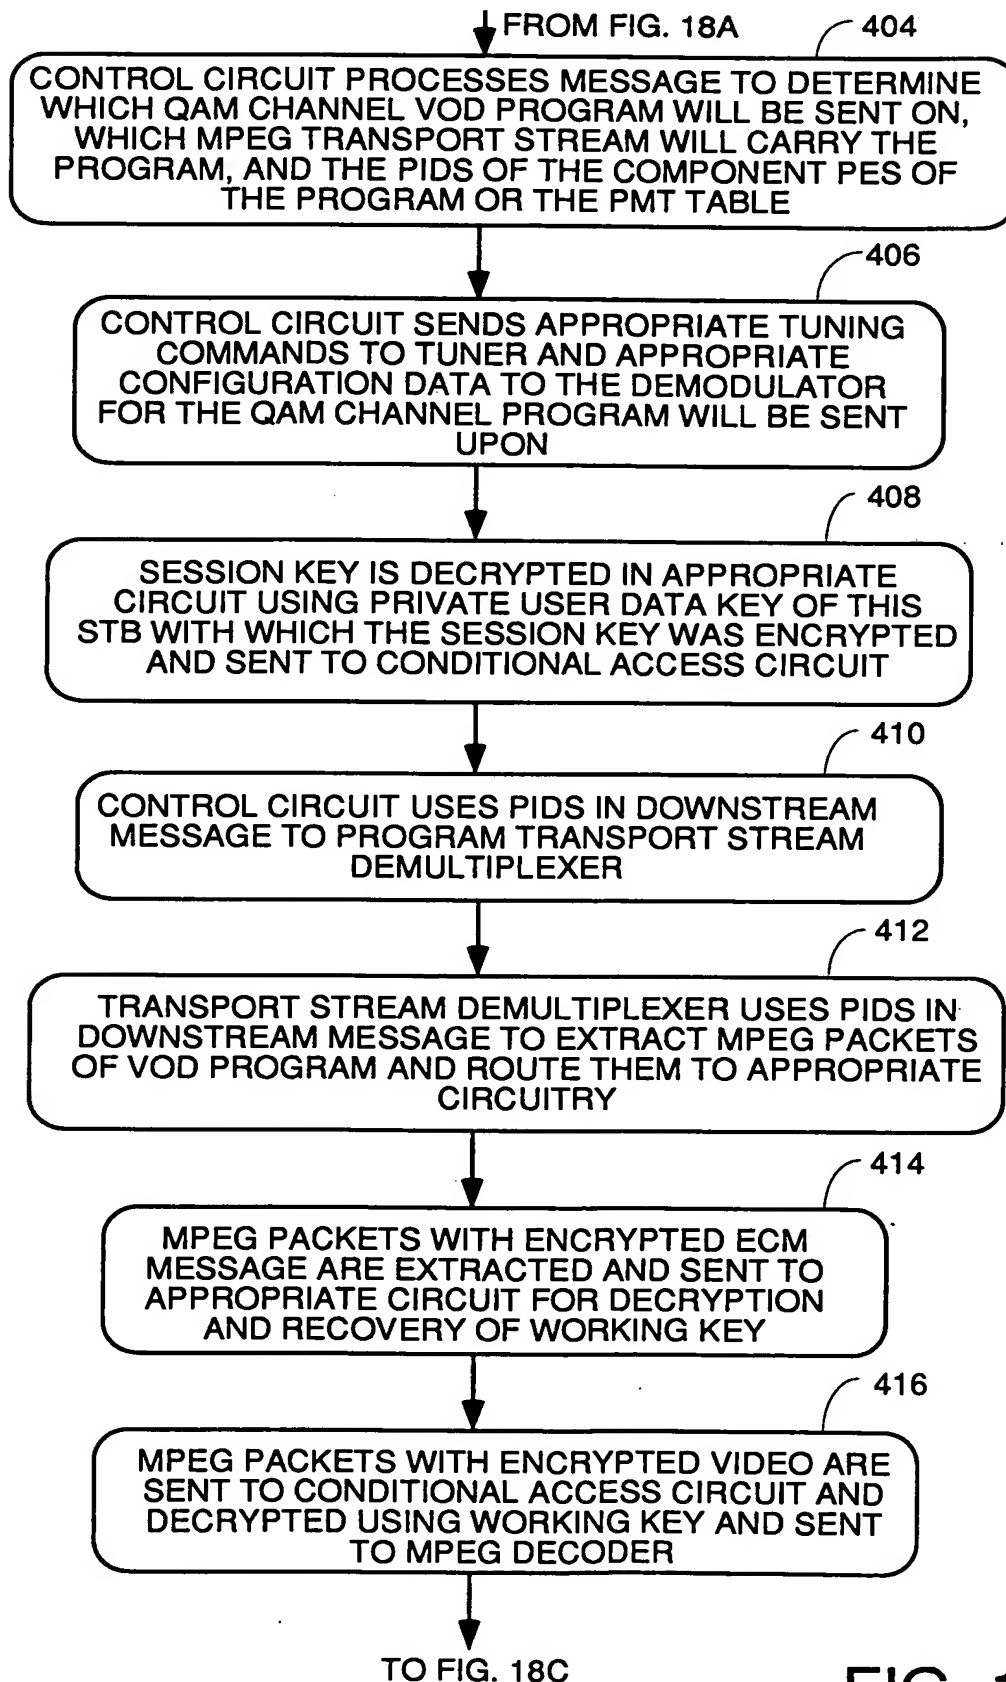 FROM FIG. 18A
404
CONTROL CIRCUIT PROCESSES MESSAGE TO DETERMINE
WHICH QAM CHANNEL VOD PROGRAM WILL BE SENT ON,
WHICH MPEG TRANSPORT STREAM WILL CARRY THE
PROGRAM, AND THE PIDS OF THE COMPONENT PES OF
THE PROGRAM OR THE PMT TABLE
406
CONTROL CIRCUIT SENDS APPROPRIATE TUNING
COMMANDS TO TUNER AND APPROPRIATE
CONFIGURATION DATA TO THE DEMODULATOR
FOR THE QAM CHANNEL PROGRAM WILL BE SENT
UPON
408
SESSION KEY IS DECRYPTED IN APPROPRIATE
CIRCUIT USING PRIVATE USER DATA KEY OF THIS
STB WITH WHICH THE SESSION KEY WAS ENCRYPTED
AND SENT TO CONDITIONAL ACCESS CIRCUIT
410
CONTROL CIRCUIT USES PIDS IN DOWNSTREAM
MESSAGE TO PROGRAM TRANSPORT STREAM
DEMULTIPLEXER
412
TRANSPORT STREAM DEMULTIPLEXER USES PIDS IN
DOWNSTREAM MESSAGE TO EXTRACT MPEG PACKETS
OF VOD PROGRAM AND ROUTE THEM TO APPROPRIATE
CIRCUITRY
414
MPEG PACKETS WITH ENCRYPTED ECM
MESSAGE ARE EXTRACTED AND SENT TO
APPROPRIATE CIRCUIT FOR DECRYPTION
AND RECOVERY OF WORKING KEY
416
MPEG PACKETS WITH ENCRYPTED VIDEO ARE
SENT TO CONDITIONAL ACCESS CIRCUIT AND
DECRYPTED USING WORKING KEY AND SENT
TO MPEG DECODER
TO FIG. 18C
FIG.